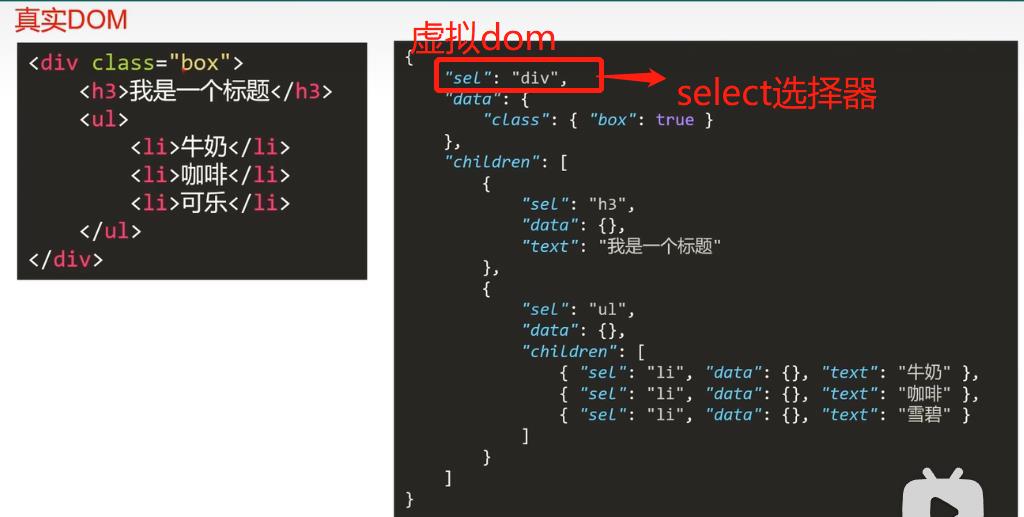 真实DOM
<div class="box">
<h3>我是一个标题</h3>
<ul>
<li>牛奶</li>
<li>咖啡</li>
<li>可乐</li>
</ul>
</div>
虚拟dom
{
"sel": "div",
select选择器
"data": {
"class": { "box": true }
},
"children": [
{
"sel": "h3",
"data": {},
"text": "我是一个标题"
},
{
"sel": "ul",
"data": {},
"children": [
{ "sel": "li", "data": {}, "text": "牛奶" },
{ "sel": "li", "data": {}, "text": "咖啡" },
{ "sel": "li", "data": {}, "text": "雪碧" }
]
}
]
}